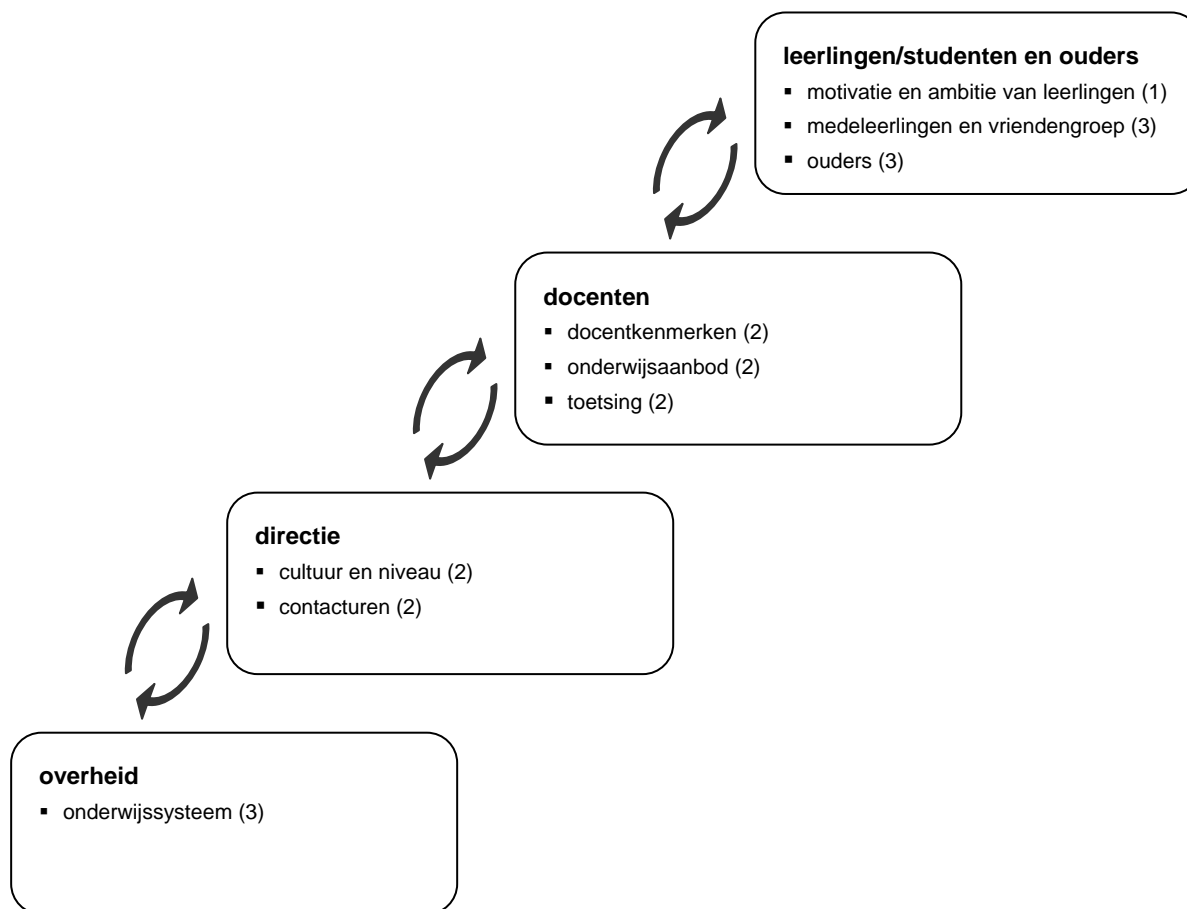 leerlingen/studenten en ouders
▪ motivatie en ambitie van leerlingen (1)
▪ medeleerlingen en vriendengroep (3)
▪ ouders (3)
docenten
▪ docentkenmerken (2)
▪ onderwijsaanbod (2)
▪ toetsing (2)
directie
▪ cultuur en niveau (2)
▪ contacturen (2)
overheid
▪ onderwijssysteem (3)